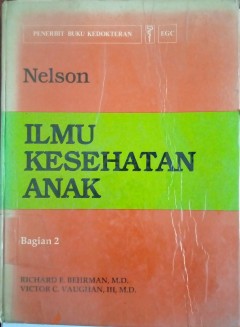 PENERBIT BUKU KEDOKTERAN
EGC
Nelson
ILMU
KESEHATAN
ANAK
Bagian 2
RICHARD E. BEHRMAN, M.D.
VICTOR C. VAUGHAN, III, M.D.